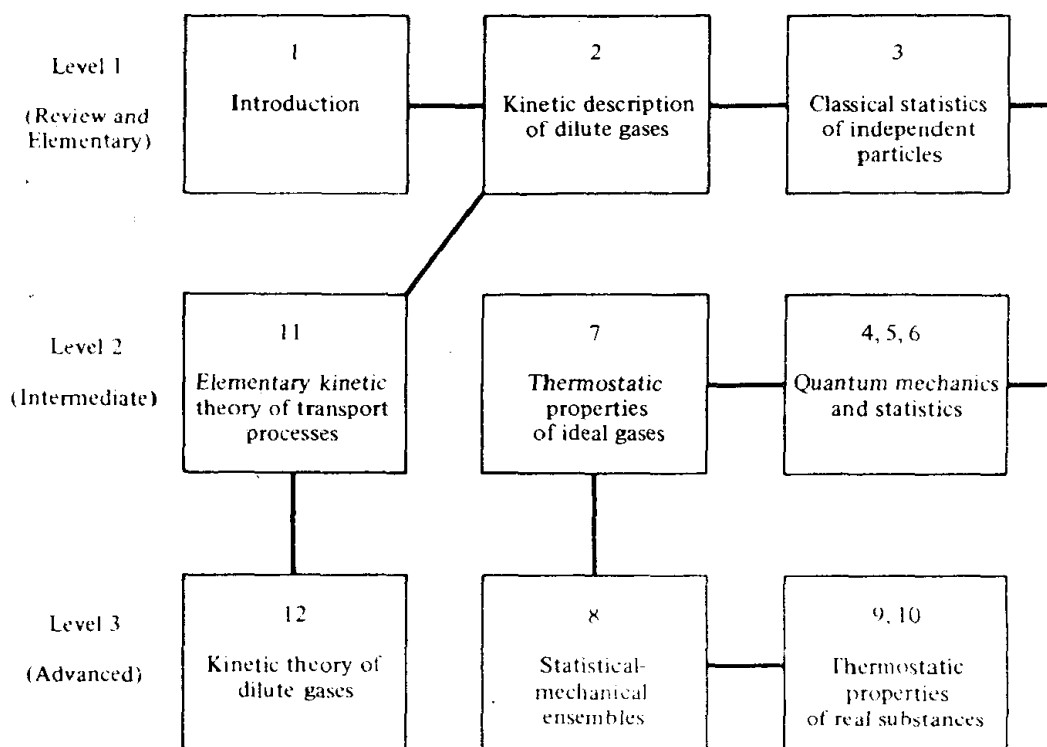 Level 1
(Review and
Elementary)
1
Introduction
2
Kinetic description
of dilute gases
3
Classical statistics
of independent
particles
Level 2
(Intermediate)
11
Elementary kinetic
theory of transport
processes
7
Thermostatic
properties
of ideal gases
4, 5, 6
Quantum mechanics
and statistics
Level 3
(Advanced)
12
Kinetic theory of
dilute gases
8
Statistical-
mechanical
ensembles
9, 10
Thermostatic
properties
of real substances